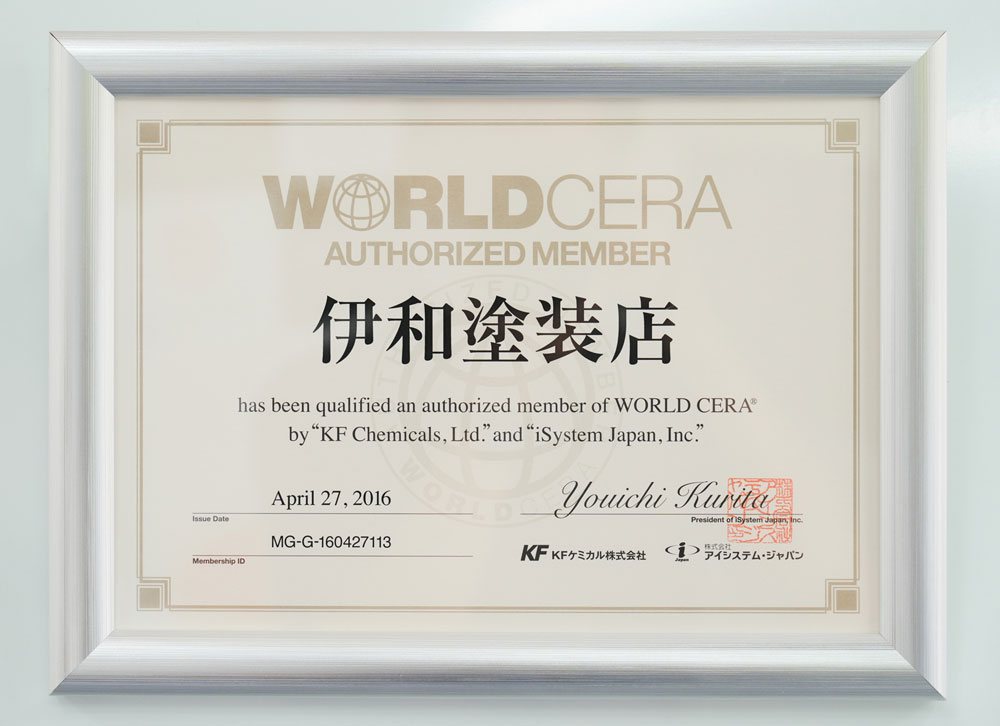 WORLDCERA
AUTHORIZED MEMBER
伊和塗装店
has been qualified an authorized member of WORLD CERA®
by “KF Chemicals, Ltd.” and “iSystem Japan, Inc.”
April 27, 2016
Issue Date
Youichi Kurita
President of iSystem Japan, Inc.
MG-G-160427113
Membership ID
KF KFケミカル株式会社
i Japan 株式会社
アイシステム・ジャパン